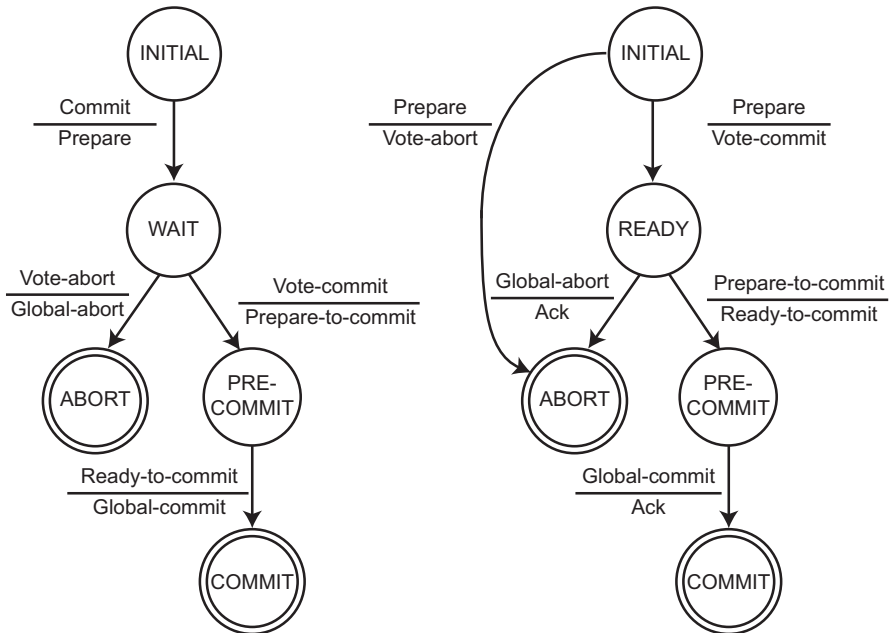 INITIAL
Commit
Prepare
WAIT
Vote-abort
Global-abort
Vote-commit
Prepare-to-commit
ABORT
PRE-
COMMIT
Ready-to-commit
Global-commit
COMMIT
INITIAL
Prepare
Vote-abort
Prepare
Vote-commit
READY
Global-abort
Ack
Prepare-to-commit
Ready-to-commit
ABORT
PRE-
COMMIT
Global-commit
Ack
COMMIT